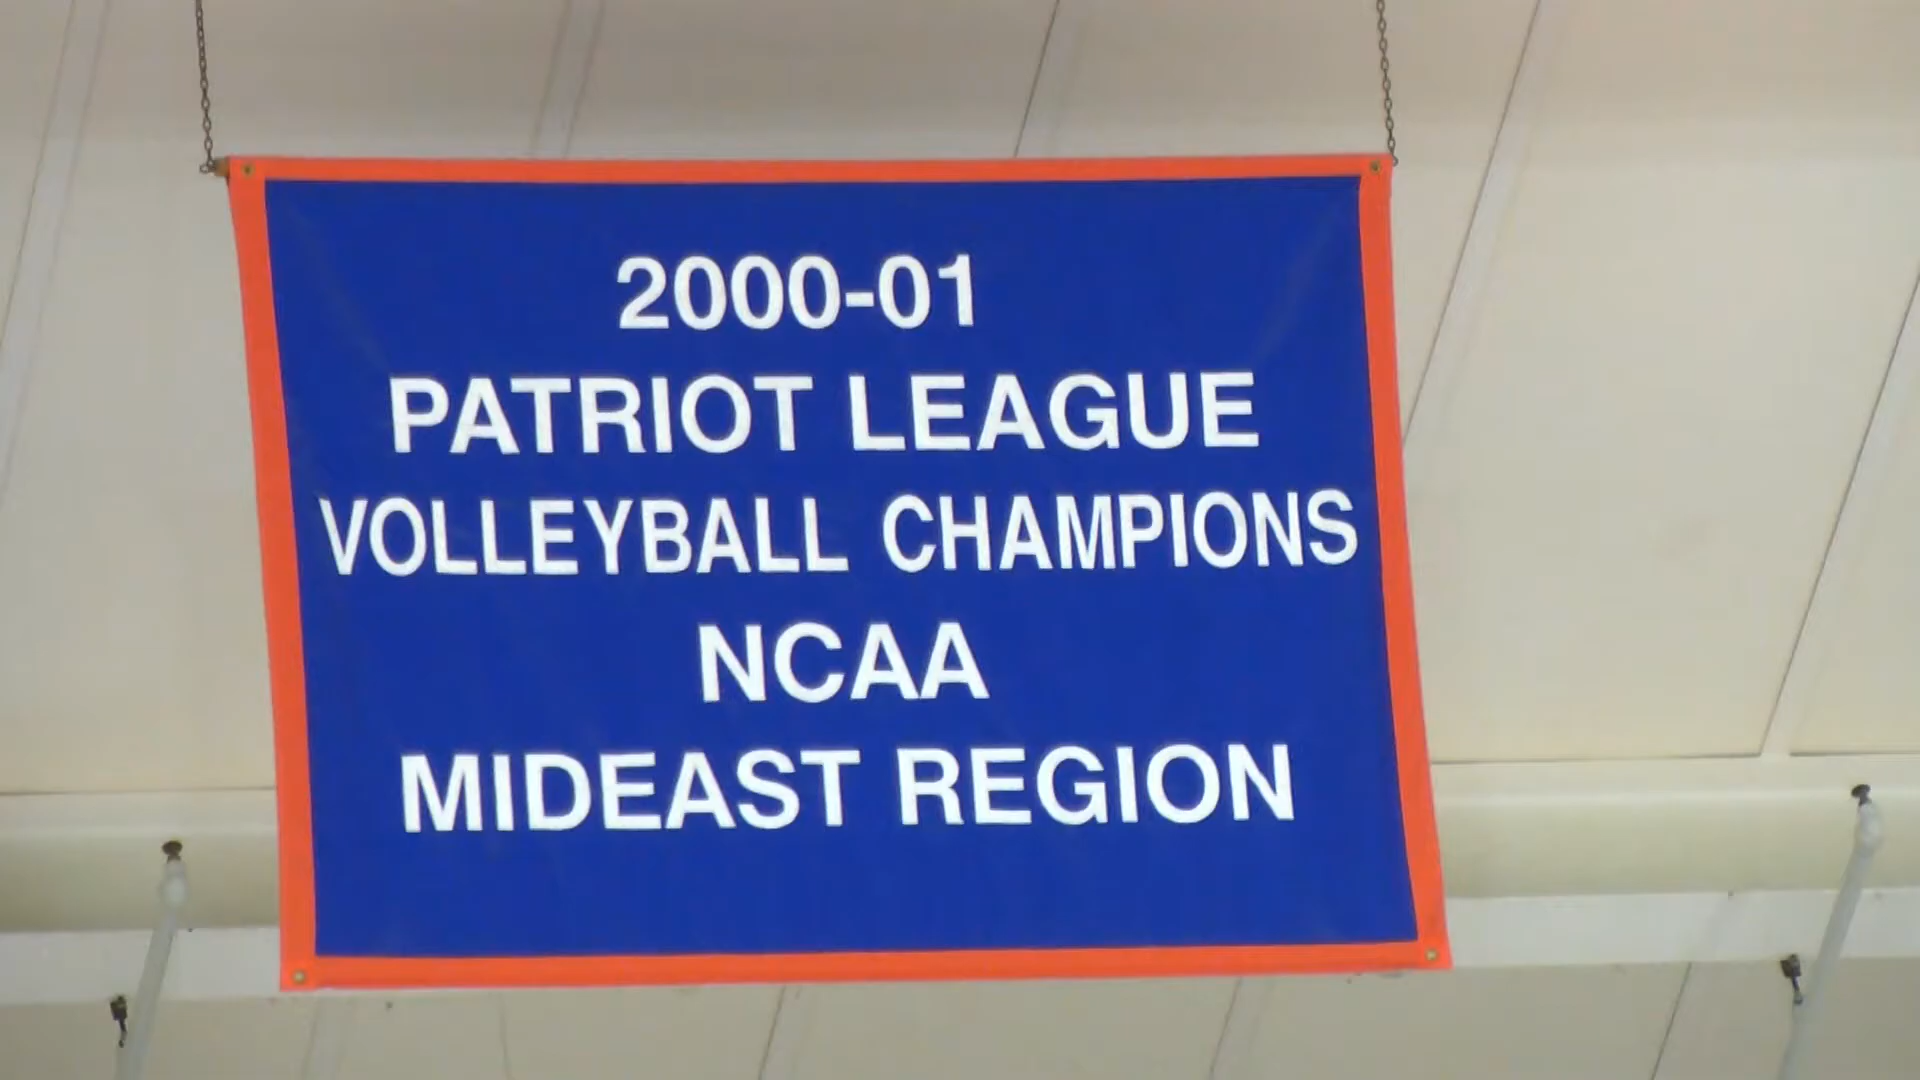 2000-01
PATRIOT LEAGUE
VOLLEYBALL CHAMPIONS
NCAA
MIDEAST REGION